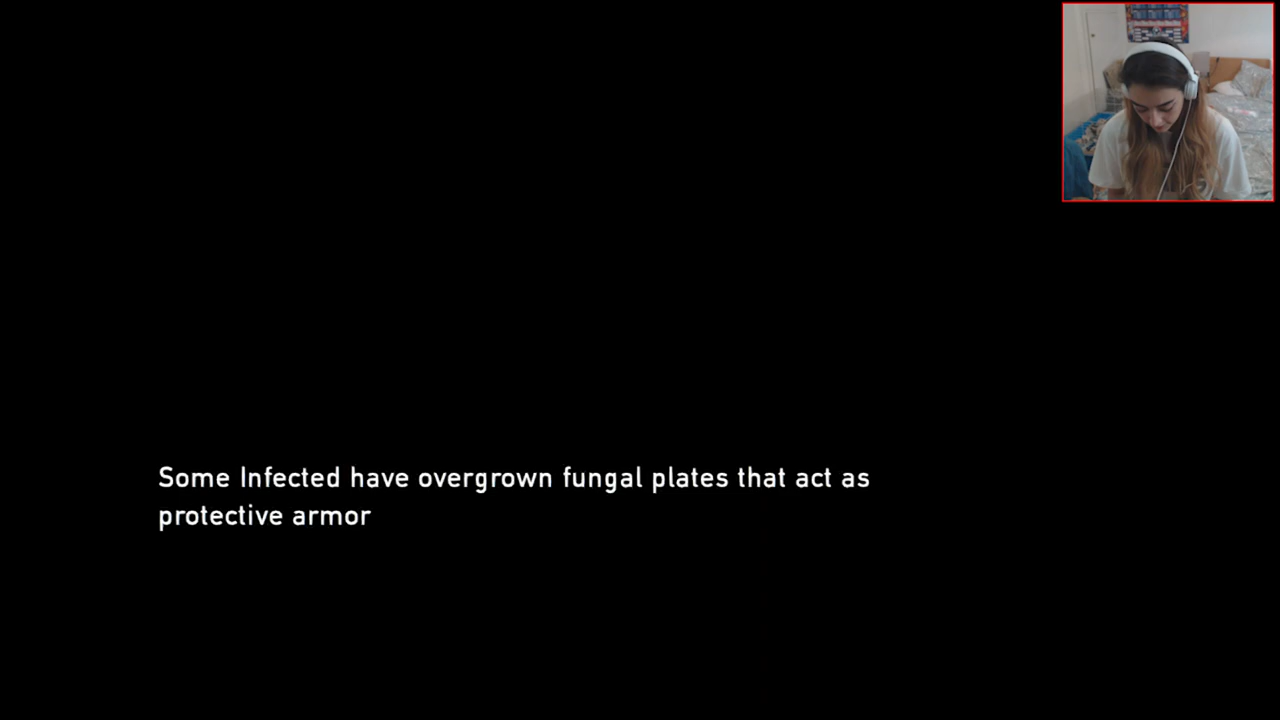 Some Infected have overgrown fungal plates that act as
protective armor